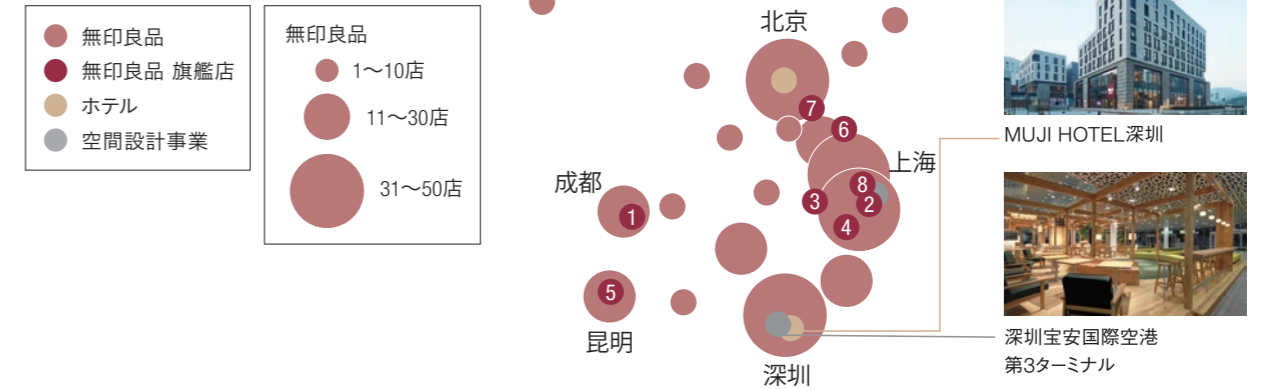 無印良品
無印良品 旗艦店
ホテル
空間設計事業
無印良品
1〜10店
11〜30店
31〜50店
北京
7
6
上海
成都
8
1
3
2
4
5
昆明
深圳
MUJI HOTEL深圳
深圳宝安国際空港
第3ターミナル